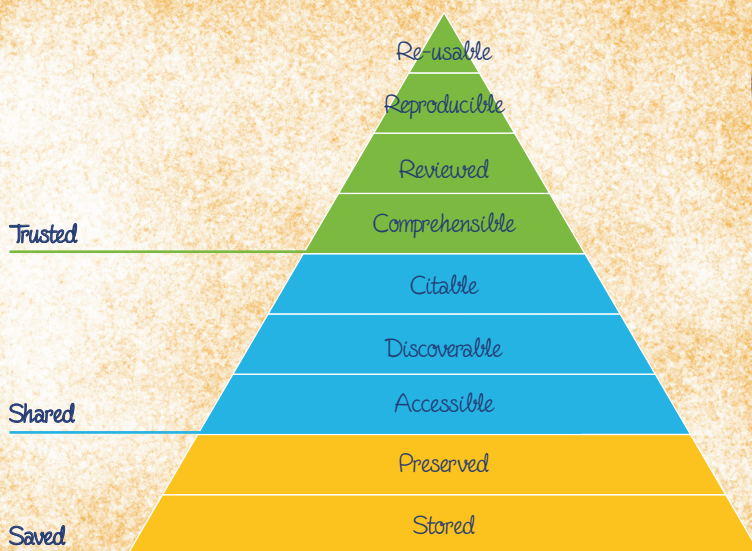 Re-usable
Reproducible
Reviewed
Comprehensible
Trusted
Citable
Discoverable
Accessible
Shared
Preserved
Stored
Saved